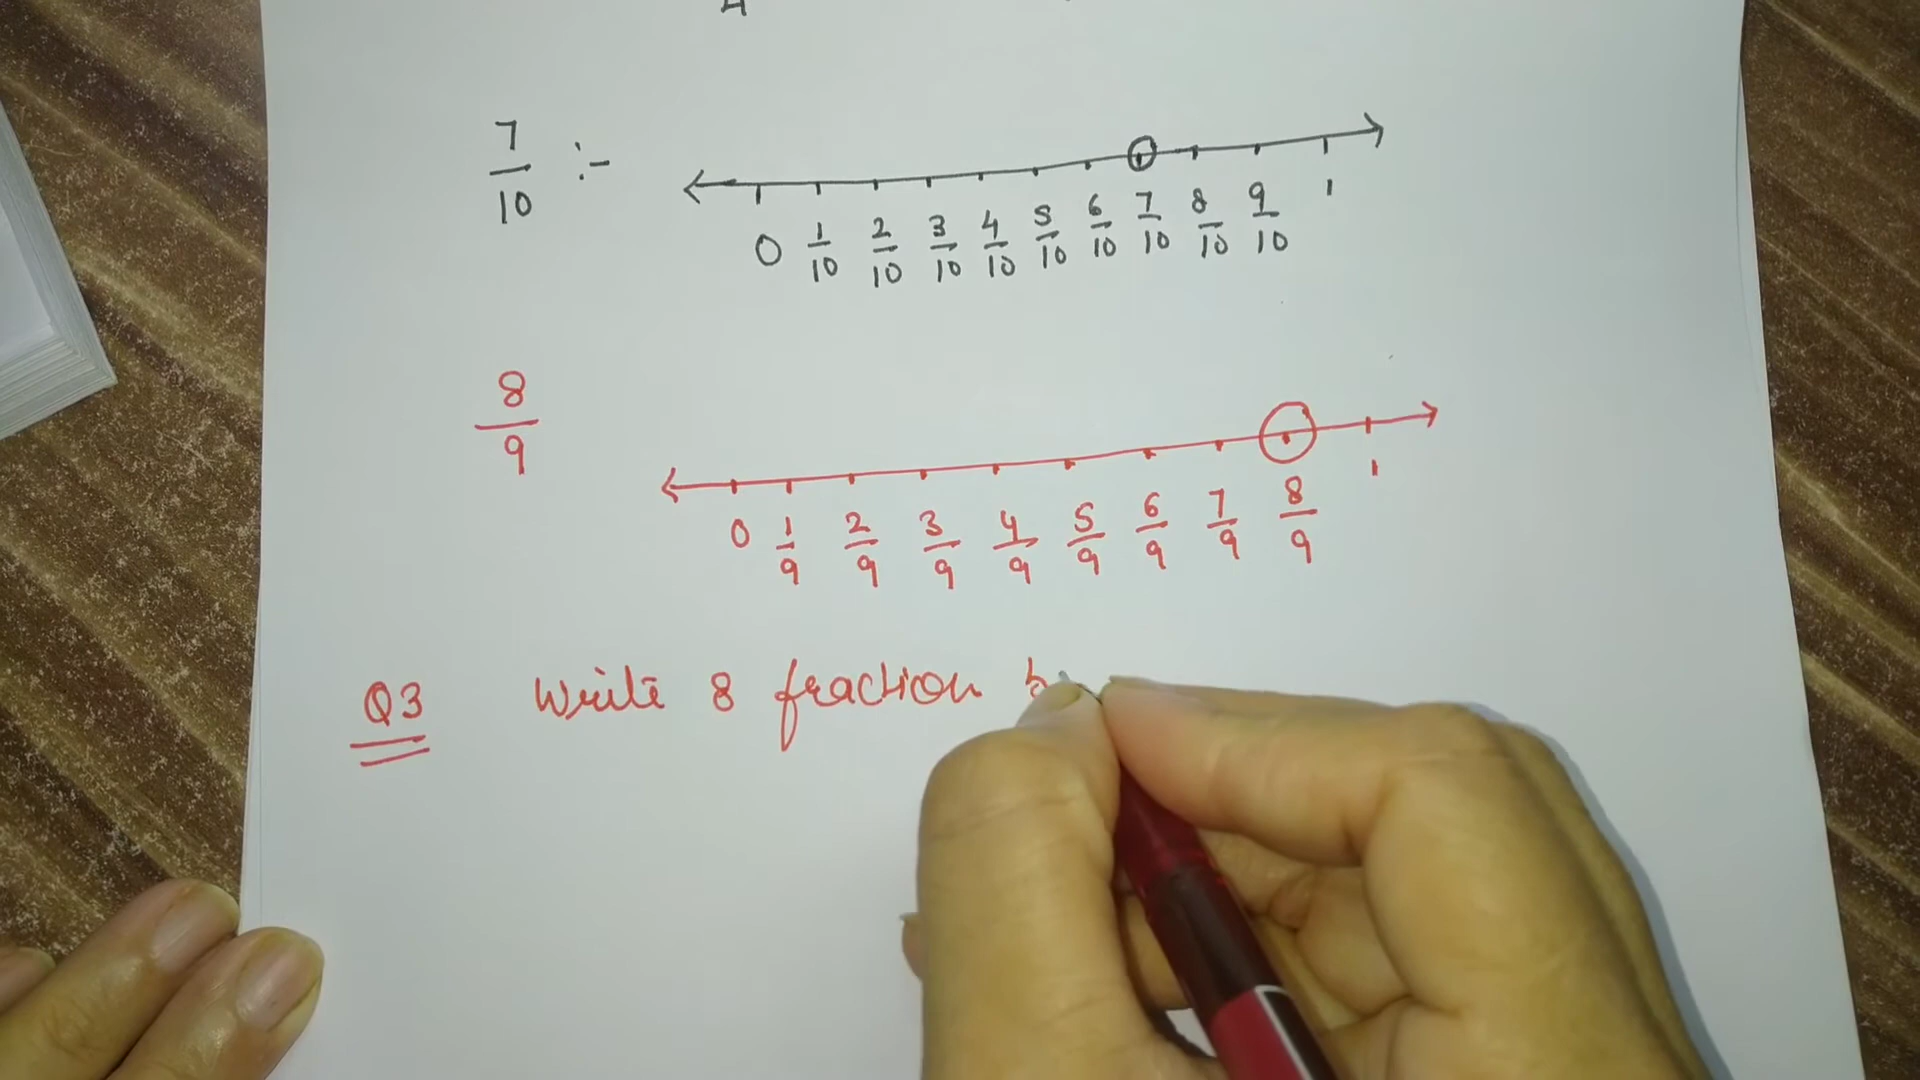 4
7/10 :-
0 1/10 2/10 3/10 4/10 5/10 6/10 7/10 8/10 9/10 1
8/9
0 1/9 2/9 3/9 4/9 5/9 6/9 7/9 8/9 1
Q3 Write 8 fraction b